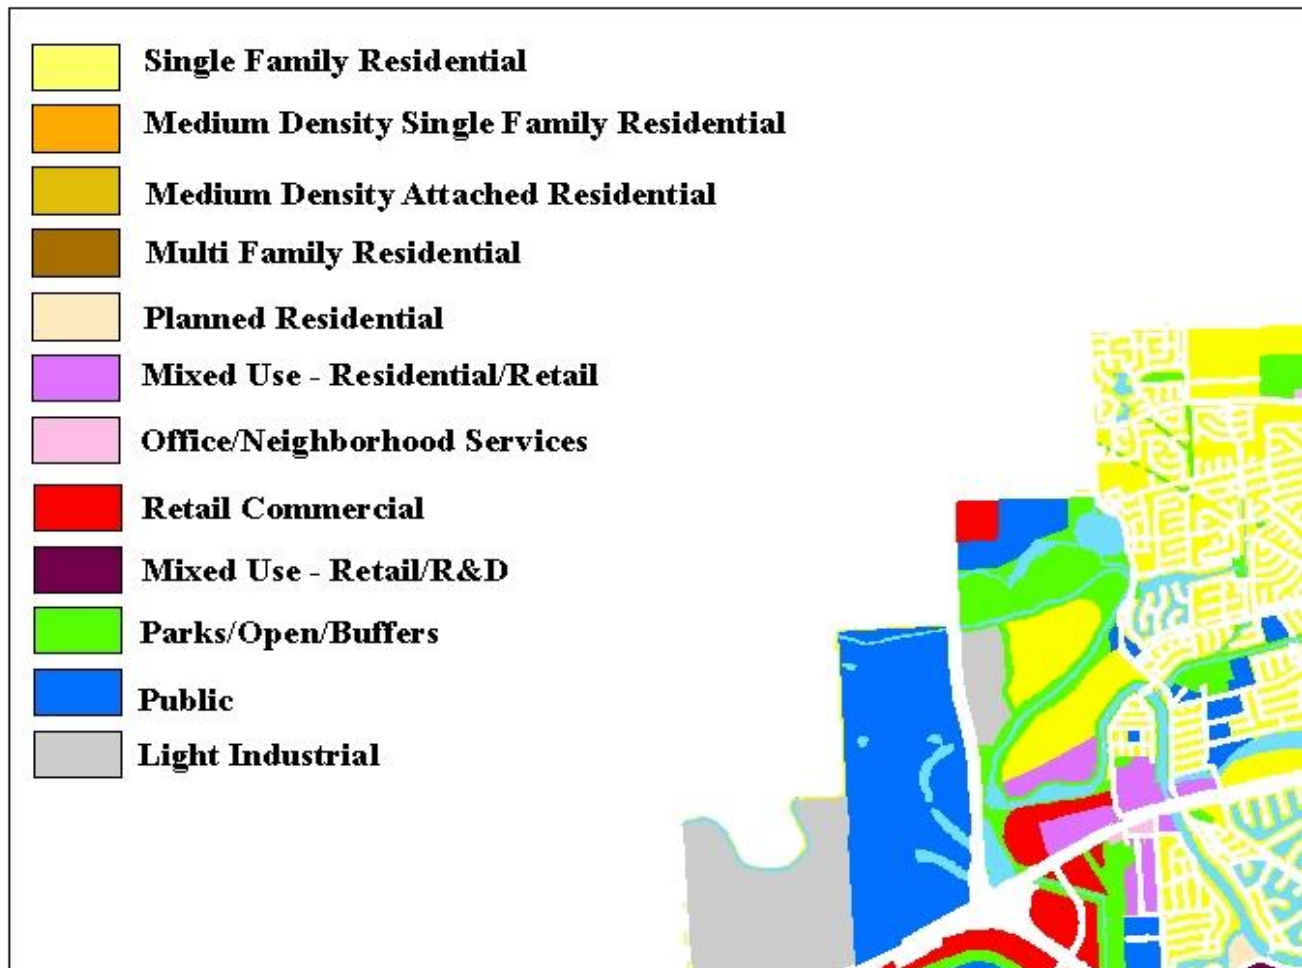 Single Family Residential
Medium Density Single Family Residential
Medium Density Attached Residential
Multi Family Residential
Planned Residential
Mixed Use - Residential/Retail
Office/Neighborhood Services
Retail Commercial
Mixed Use - Retail/R&D
Parks/Open/Buffers
Public
Light Industrial